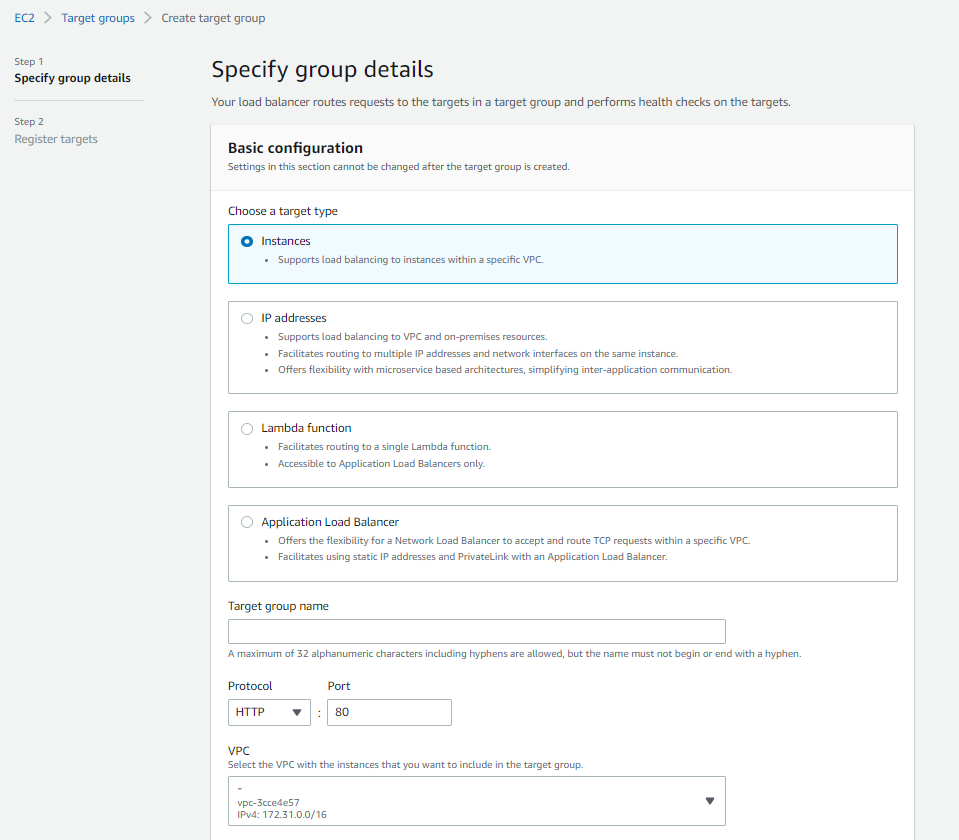 EC2 > Target groups > Create target group
Step 1
Specify group details
Step 2
Register targets
Specify group details
Your load balancer routes requests to the targets in a target group and performs health checks on the targets.
Basic configuration
Settings in this section cannot be changed after the target group is created.
Choose a target type
Instances
• Supports load balancing to instances within a specific VPC.
IP addresses
• Supports load balancing to VPC and on-premises resources.
• Facilitates routing to multiple IP addresses and network interfaces on the same instance.
• Offers flexibility with microservice based architectures, simplifying inter-application communication.
Lambda function
• Facilitates routing to a single Lambda function.
• Accessible to Application Load Balancers only.
Application Load Balancer
• Offers the flexibility for a Network Load Balancer to accept and route TCP requests within a specific VPC.
• Facilitates using static IP addresses and PrivateLink with an Application Load Balancer.
Target group name
A maximum of 32 alphanumeric characters including hyphens are allowed, but the name must not begin or end with a hyphen.
Protocol Port
HTTP : 80
VPC
Select the VPC with the instances that you want to include in the target group.
-
vpc-3cce4e57
IPv4: 172.31.0.0/16